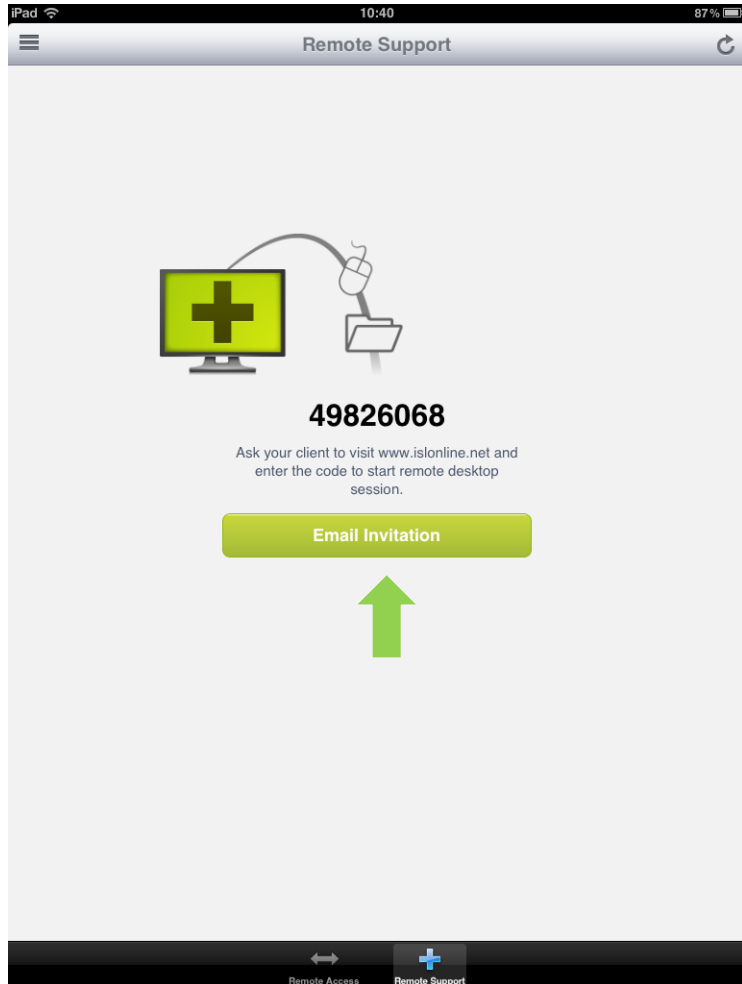 iPad 10:40 87%
Remote Support
49826068
Ask your client to visit www.islonline.net and
enter the code to start remote desktop
session.
Email Invitation
Remote Access Remote Support